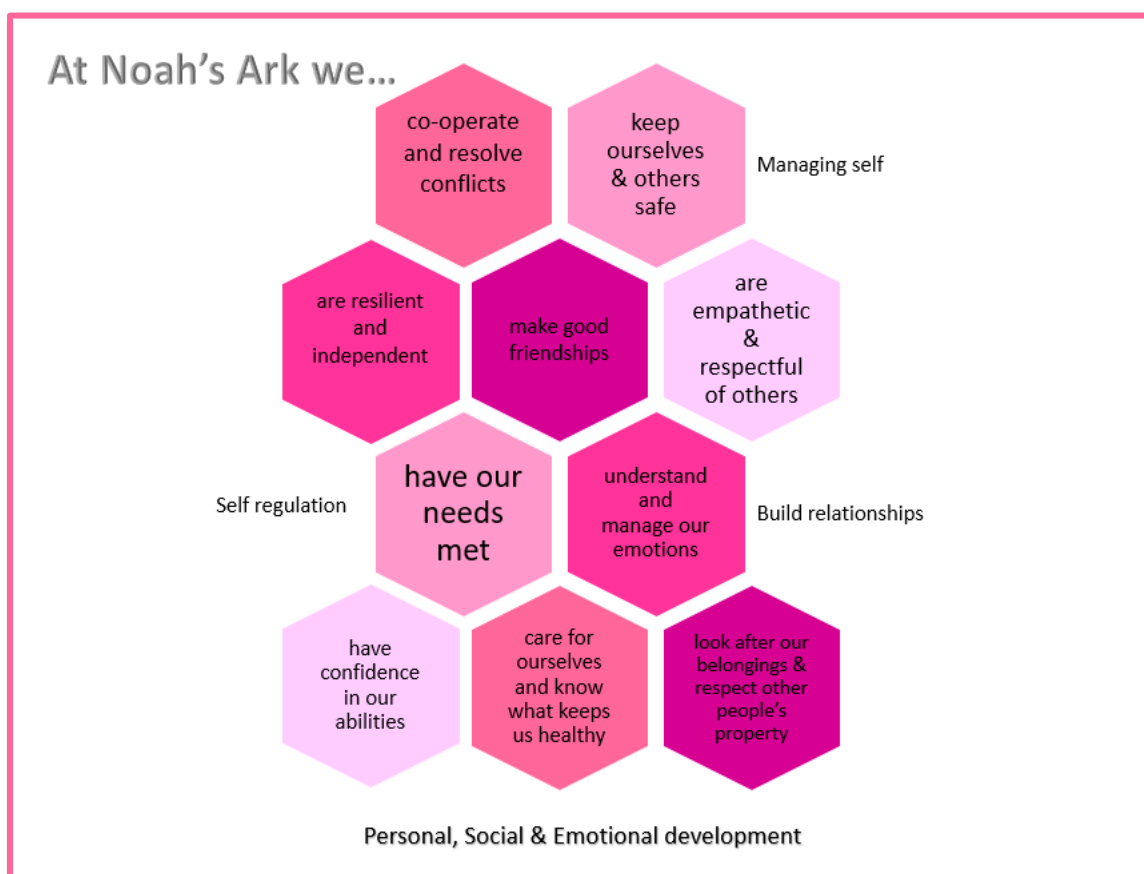 At Noah's Ark we...
co-operate
and resolve
conflicts
keep
ourselves
& others
safe
Managing self
are resilient
and
independent
make good
friendships
are
empathetic
&
respectful
of others
Self regulation
have our
needs
met
understand
and
manage our
emotions
Build relationships
have
confidence
in our
abilities
care for
ourselves
and know
what keeps
us healthy
look after our
belongings &
respect other
people's
property
Personal, Social & Emotional development